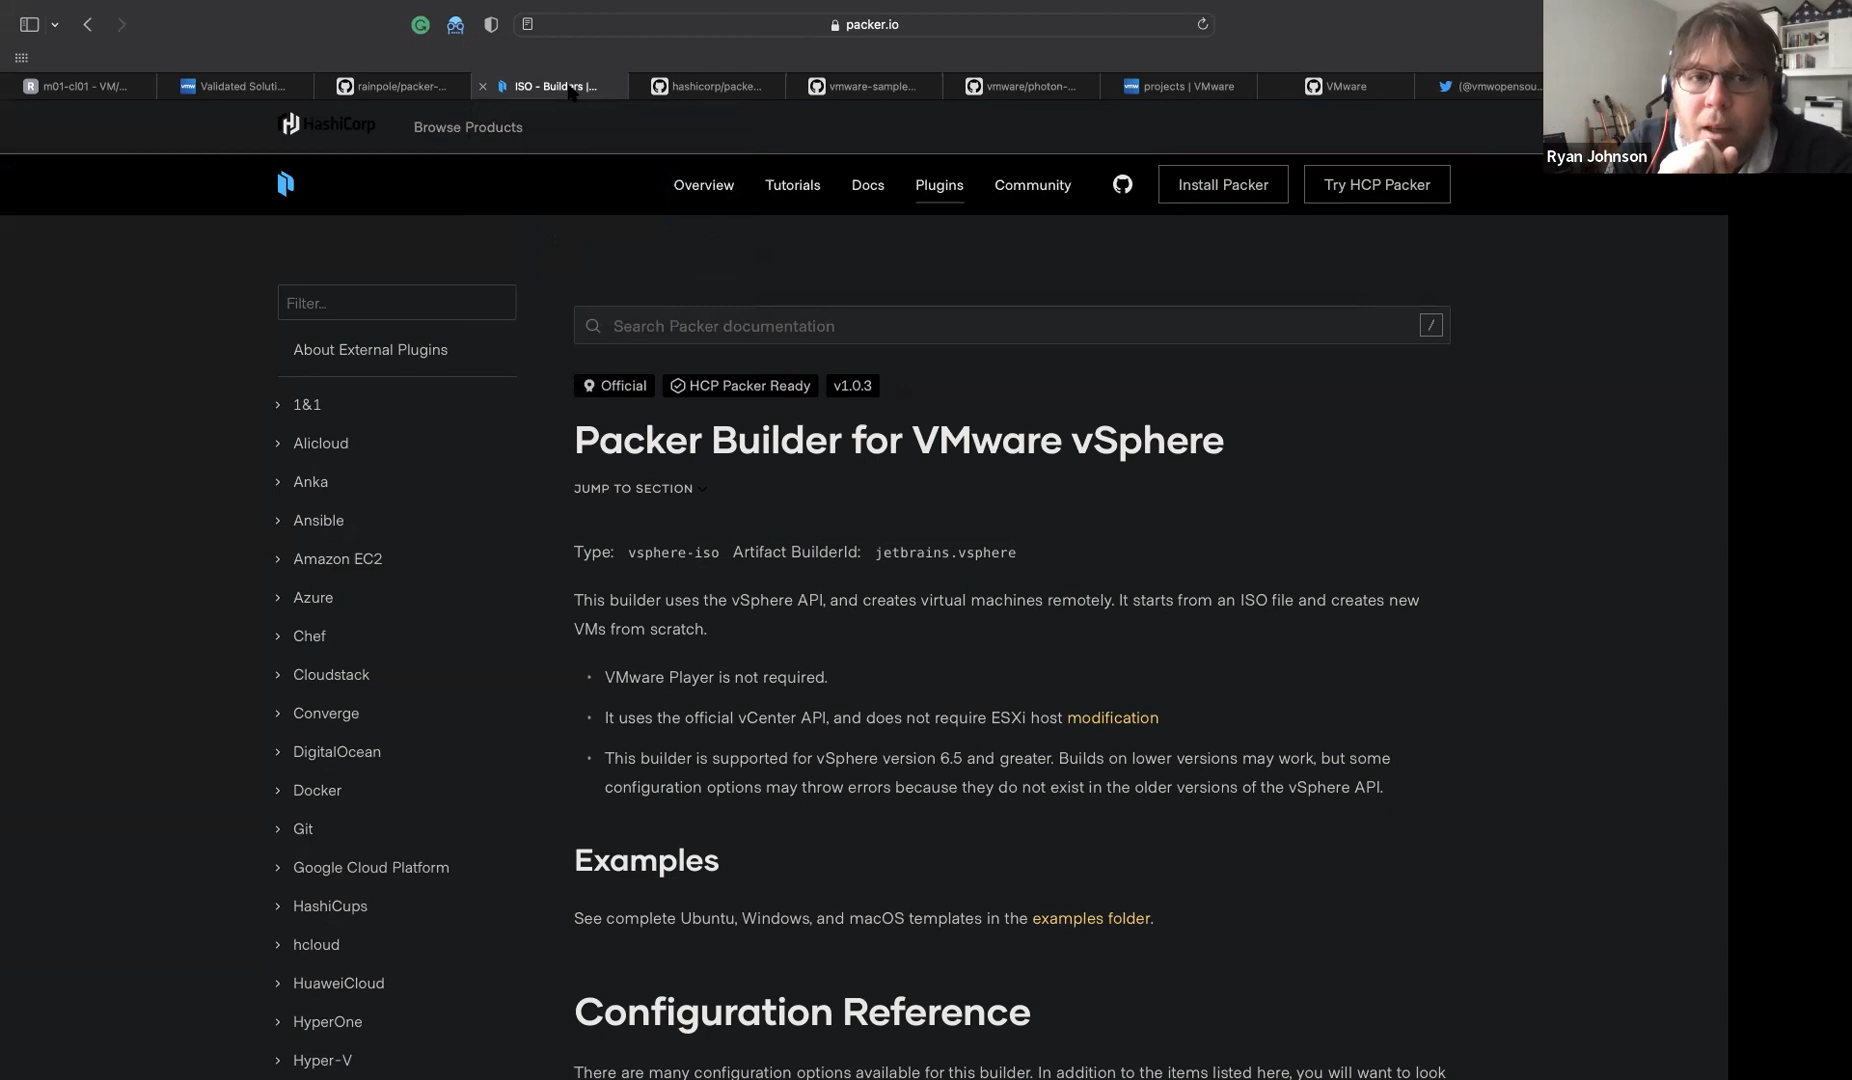 packer.io
R m01-cl01 - VM/...
vmw Validated Soluti...
rainpole/packer-...
ISO - Builders |...
hashicorp/packe...
vmware-sample...
vmware/photon-...
vmw projects | VMware
VMware
(@vmwopensou...
HashiCorp
Browse Products
Ryan Johnson
Overview
Tutorials
Docs
Plugins
Community
Install Packer
Try HCP Packer
Filter...
About External Plugins
1&1
Alicloud
Anka
Ansible
Amazon EC2
Azure
Chef
Cloudstack
Converge
DigitalOcean
Docker
Git
Google Cloud Platform
HashiCups
hcloud
HuaweiCloud
HyperOne
Hyper-V
Search Packer documentation /
Official HCP Packer Ready v1.0.3
Packer Builder for VMware vSphere
JUMP TO SECTION
Type: vsphere-iso Artifact BuilderId: jetbrains.vsphere
This builder uses the vSphere API, and creates virtual machines remotely. It starts from an ISO file and creates new
VMs from scratch.
• VMware Player is not required.
• It uses the official vCenter API, and does not require ESXi host modification
• This builder is supported for vSphere version 6.5 and greater. Builds on lower versions may work, but some
configuration options may throw errors because they do not exist in the older versions of the vSphere API.
Examples
See complete Ubuntu, Windows, and macOS templates in the examples folder.
Configuration Reference
There are many configuration options available for this builder. In addition to the items listed here, you will want to look